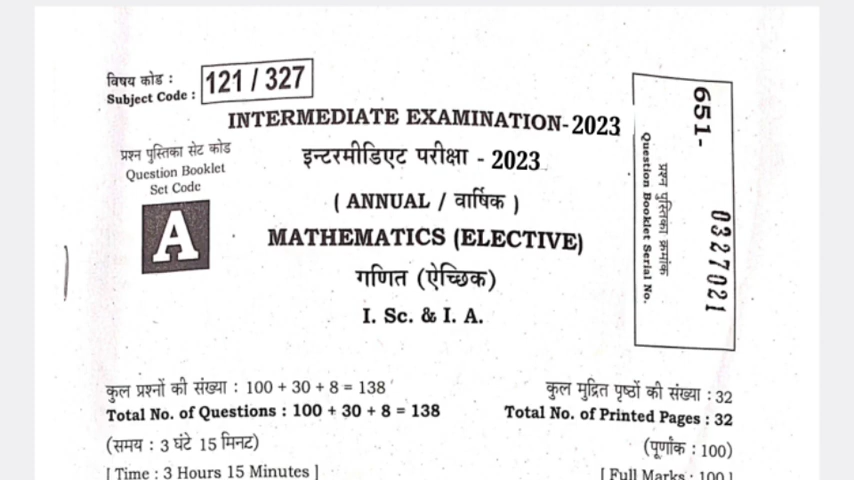 विषय कोड :
Subject Code :
121 / 327
INTERMEDIATE EXAMINATION-2023
इन्टरमीडिएट परीक्षा - 2023
( ANNUAL / वार्षिक )
MATHEMATICS (ELECTIVE)
गणित (ऐच्छिक)
I. Sc. & I. A.
प्रश्न पुस्तिका सेट कोड
Question Booklet
Set Code
A
651-
0327021
प्रश्न पुस्तिका क्रमांक
Question Booklet Serial No.
कुल प्रश्नों की संख्या : 100 + 30 + 8 = 138
Total No. of Questions : 100 + 30 + 8 = 138
(समय : 3 घंटे 15 मिनट)
[ Time : 3 Hours 15 Minutes ]
कुल मुद्रित पृष्ठों की संख्या : 32
Total No. of Printed Pages : 32
(पूर्णांक : 100)
[ Full Marks : 100 ]